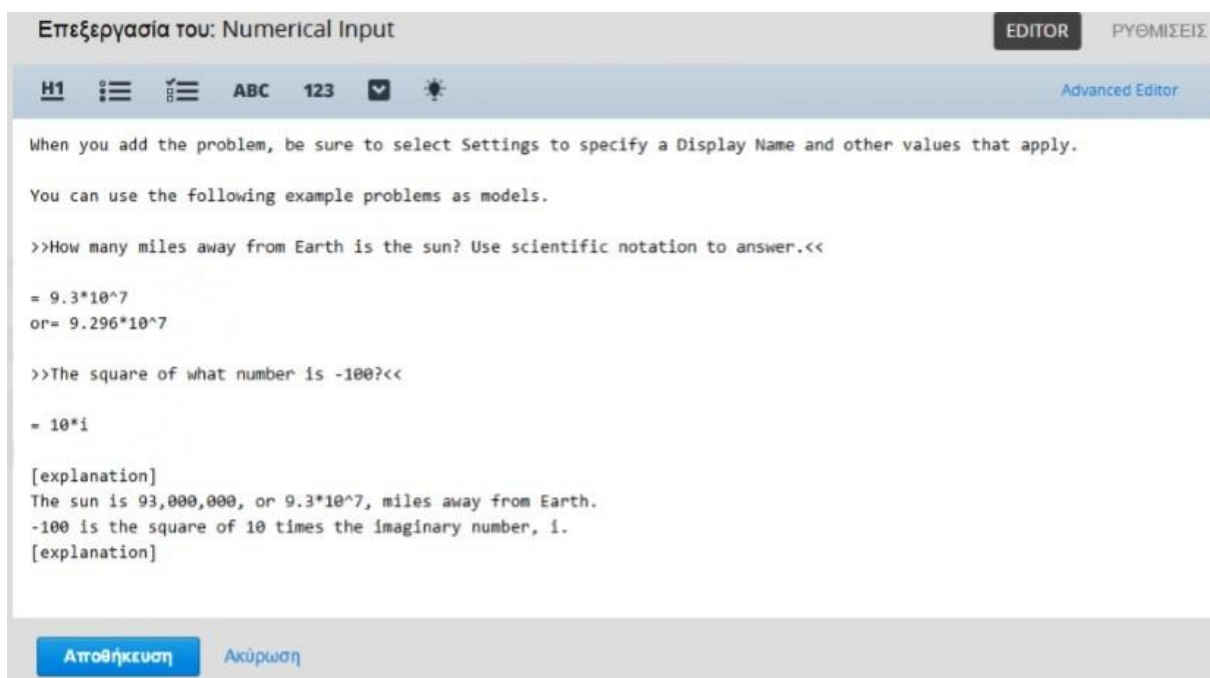 Επεξεργασία του: Numerical Input
EDITOR
ΡΥΘΜΙΣΕΙΣ
H1
ABC
123
Advanced Editor
When you add the problem, be sure to select Settings to specify a Display Name and other values that apply.
You can use the following example problems as models.
>>How many miles away from Earth is the sun? Use scientific notation to answer.<<
= 9.3*10^7
or= 9.296*10^7
>>The square of what number is -100?<<
= 10*i
[explanation]
The sun is 93,000,000, or 9.3*10^7, miles away from Earth.
-100 is the square of 10 times the imaginary number, i.
[explanation]
Αποθήκευση
Ακύρωση